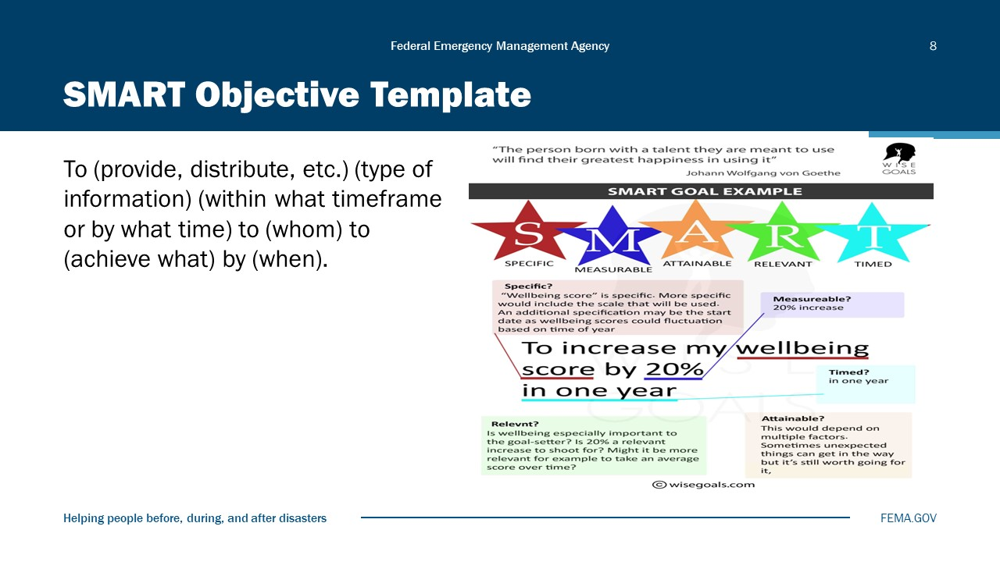 Federal Emergency Management Agency
8
SMART Objective Template
To (provide, distribute, etc.) (type of
information) (within what timeframe
or by what time) to (whom) to
(achieve what) by (when).
“The person born with a talent they are meant to use
will find their greatest happiness in using it”
Johann Wolfgang von Goethe
WISE
GOALS
SMART GOAL EXAMPLE
S M A R T
SPECIFIC MEASURABLE ATTAINABLE RELEVANT TIMED
Specific?
“Wellbeing score” is specific. More specific
would include the scale that will be used.
An additional specification may be the start
date as wellbeing scores could fluctuation
based on time of year
Measureable?
20% increase
To increase my wellbeing
score by 20%
in one year
Timed?
in one year
Relevnt?
Is wellbeing especially important to
the goal-setter? Is 20% a relevant
increase to shoot for? Might it be more
relevant for example to take an average
score over time?
Attainable?
This would depend on
multiple factors.
Sometimes unexpected
things can get in the way
but it’s still worth going for
it,
© wisegoals.com
Helping people before, during, and after disasters
FEMA.GOV